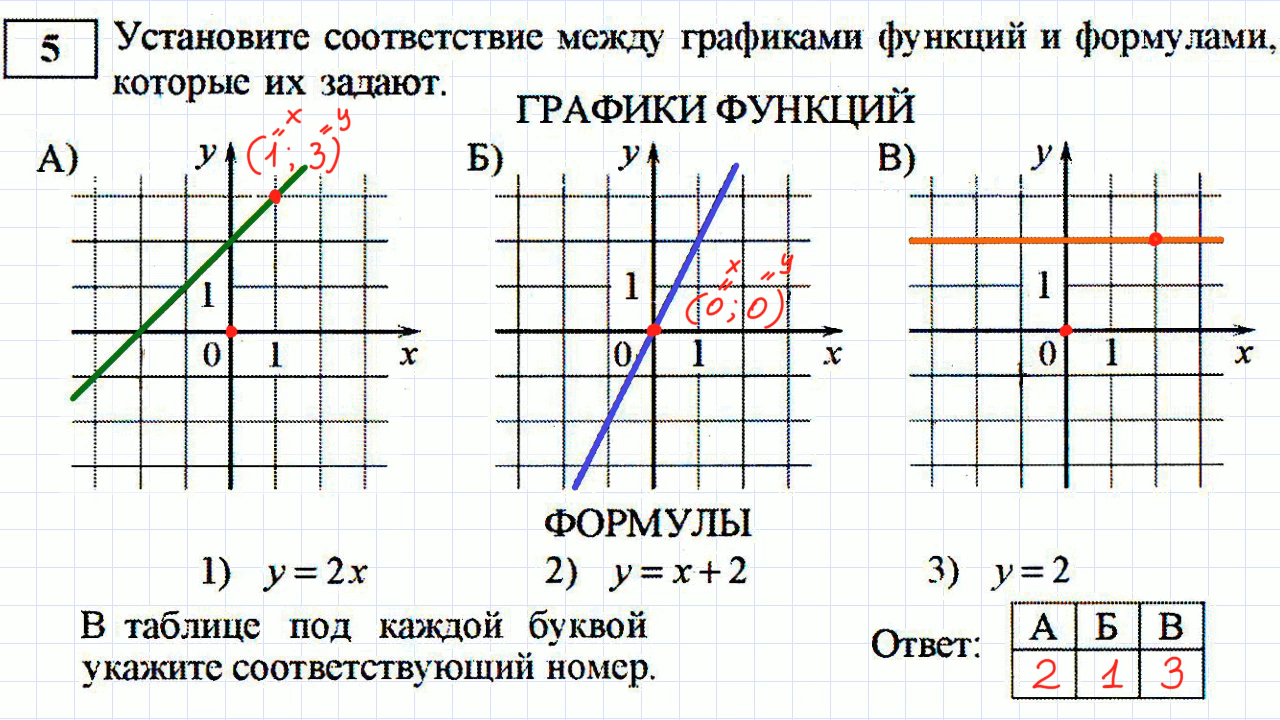 5 Установите соответствие между графиками функций и формулами,
которые их задают.
ГРАФИКИ ФУНКЦИЙ
А) y (1; 3) = x = y
Б) y
В) y
x = y =
(0; 0)
1 1 1
0 1 x 0 1 x 0 1 x
ФОРМУЛЫ
1) y = 2x 2) y = x + 2 3) y = 2
В таблице под каждой буквой
укажите соответствующий номер.
Ответ:
А Б В
2 1 3